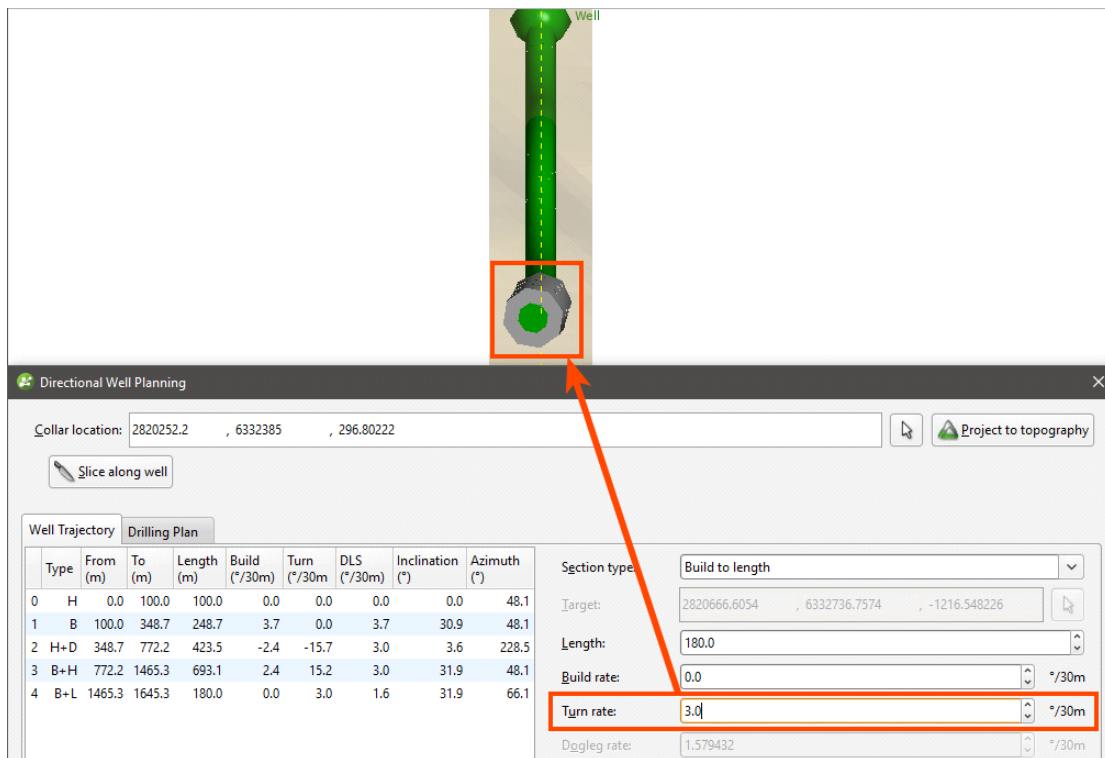 Well
Directional Well Planning
Collar location: 2820252.2 , 6332385 , 296.80222 Project to topography
Slice along well
Well Trajectory Drilling Plan
Type From (m) To (m) Length (m) Build (°/30m) Turn (°/30m DLS (°/30m) Inclination (°) Azimuth (°)
0 H 0.0 100.0 100.0 0.0 0.0 0.0 0.0 48.1
1 B 100.0 348.7 248.7 3.7 0.0 3.7 30.9 48.1
2 H+D 348.7 772.2 423.5 -2.4 -15.7 3.0 3.6 228.5
3 B+H 772.2 1465.3 693.1 2.4 15.2 3.0 31.9 48.1
4 B+L 1465.3 1645.3 180.0 0.0 3.0 1.6 31.9 66.1
Section type: Build to length
Target: 2820666.6054 , 6332736.7574 , -1216.548226
Length: 180.0
Build rate: 0.0 °/30m
Turn rate: 3.0 °/30m
Dogleg rate: 1.579432 °/30m